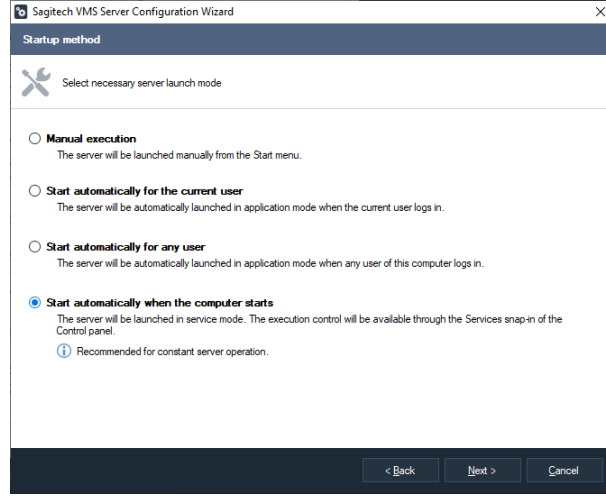 Sagitech VMS Server Configuration Wizard
Startup method
Select necessary server launch mode
Manual execution
The server will be launched manually from the Start menu.
Start automatically for the current user
The server will be automatically launched in application mode when the current user logs in.
Start automatically for any user
The server will be automatically launched in application mode when any user of this computer logs in.
Start automatically when the computer starts
The server will be launched in service mode. The execution control will be available through the Services snap-in of the
Control panel.
Recommended for constant server operation.
< Back Next > Cancel